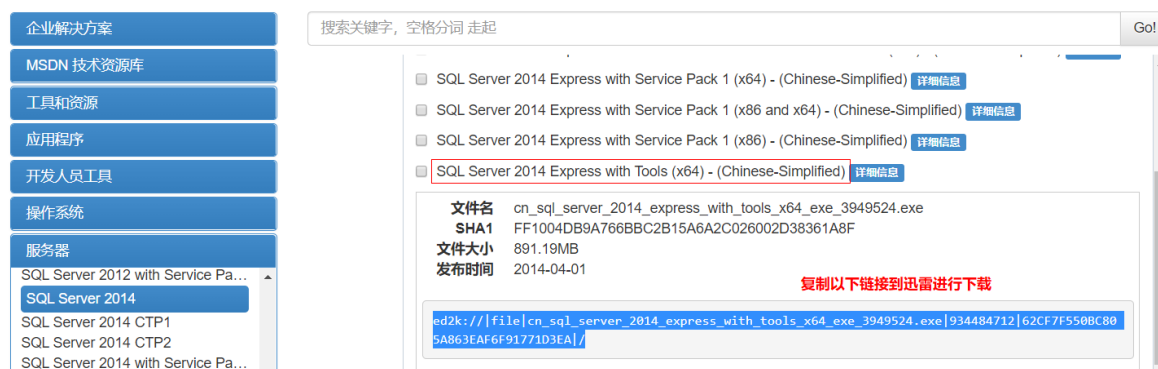 企业解决方案
MSDN 技术资源库
工具和资源
应用程序
开发人员工具
操作系统
服务器
SQL Server 2012 with Service Pa...
SQL Server 2014
SQL Server 2014 CTP1
SQL Server 2014 CTP2
SQL Server 2014 with Service Pa...
搜索关键字，空格分词 走起
Go!
SQL Server 2014 Express with Service Pack 1 (x64) - (Chinese-Simplified) 详细信息
SQL Server 2014 Express with Service Pack 1 (x86 and x64) - (Chinese-Simplified) 详细信息
SQL Server 2014 Express with Service Pack 1 (x86) - (Chinese-Simplified) 详细信息
SQL Server 2014 Express with Tools (x64) - (Chinese-Simplified) 详细信息
文件名 cn_sql_server_2014_express_with_tools_x64_exe_3949524.exe
SHA1 FF1004DB9A766BBC2B15A6A2C026002D38361A8F
文件大小 891.19MB
发布时间 2014-04-01
复制以下链接到迅雷进行下载
ed2k://|file|cn_sql_server_2014_express_with_tools_x64_exe_3949524.exe|934484712|62CF7F550BC80
5A863EAF6F91771D3EA|/